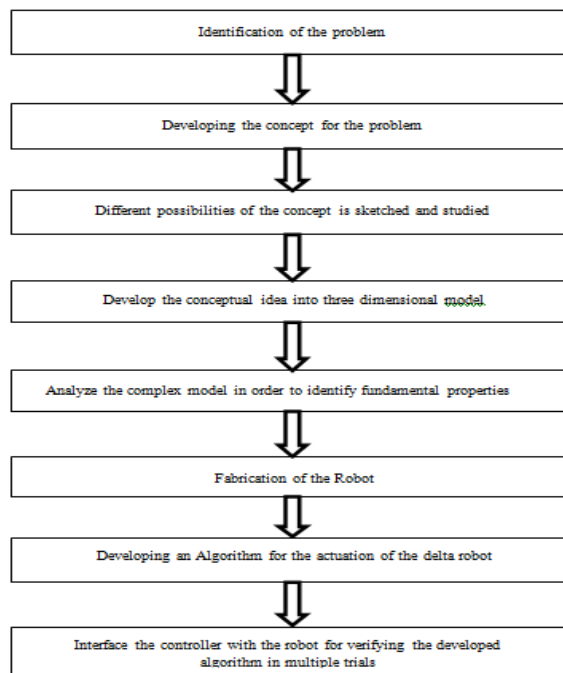 Identification of the problem
Developing the concept for the problem
Different possibilities of the concept is sketched and studied
Develop the conceptual idea into three dimensional model
Analyze the complex model in order to identify fundamental properties
Fabrication of the Robot
Developing an Algorithm for the actuation of the delta robot
Interface the controller with the robot for verifying the developed
algorithm in multiple trials